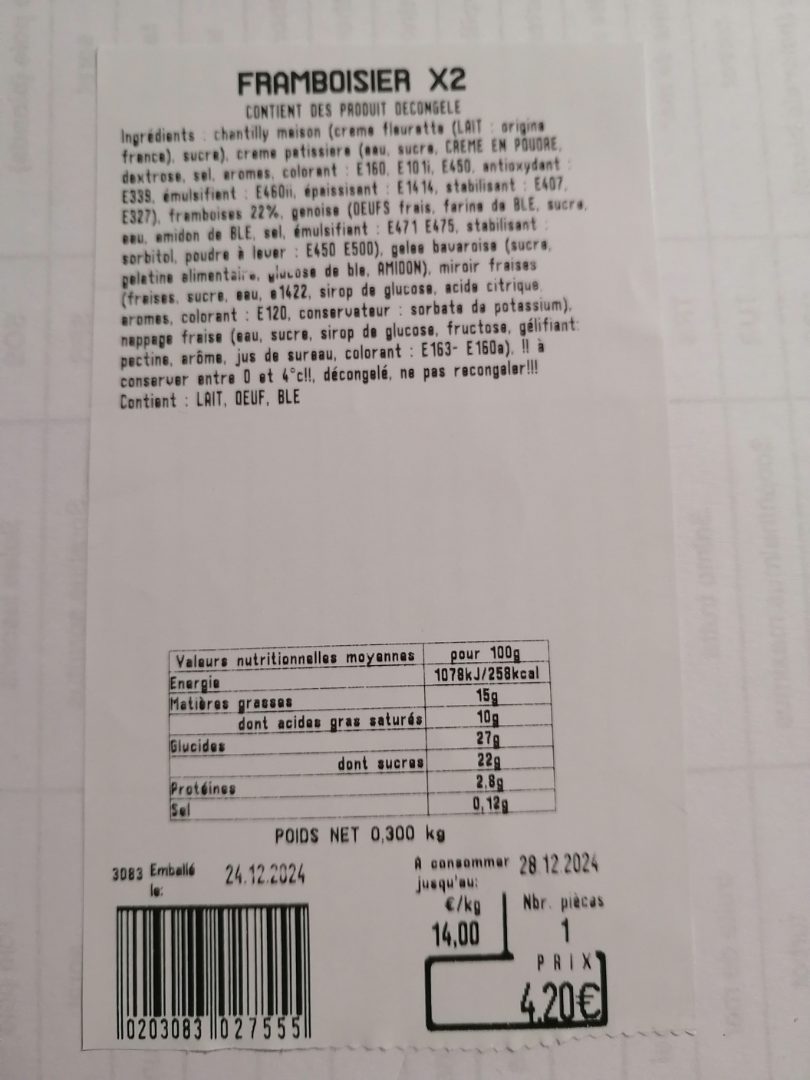 FRAMBOISIER X2
CONTIENT DES PRODUIT DECONGELE
Ingrédients : chantilly maison (creme fleurette (LAIT : origine
france), sucre), creme patissiere (eau, sucre, CREME EN POUDRE,
dextrose, sel, aromes, colorant : E160, E101i, E450, antioxydant :
E339, émulsifient : E460ii, épaissisant : E1414, stabilisant : E407,
E327), framboises 22%, genoise (OEUFS frais, farine de BLE, sucre,
eau, amidon de BLE, sel, émulsifient : E471 E475, stabilisant :
sorbitol, poudre à lever : E450 E500), gelee bavaroise (sucre,
gelatine alimentaire, glucose de ble, AMIDON), miroir fraises
(fraises, sucre, eau, e1422, sirop de glucose, acide citrique,
aromes, colorant : E120, conservateur : sorbate de potassium),
nappage fraise (eau, sucre, sirop de glucose, fructose, gélifiant:
pectine, arôme, jus de sureau, colorant : E163- E160a), !! à
conserver entre 0 et 4°c!!, décongelé, ne pas recongeler!!!
Contient : LAIT, OEUF, BLE
Valeurs nutritionnelles moyennes pour 100g
Energie 1078kJ/258kcal
Matières grasses 15g
dont acides gras saturés 10g
Glucides 27g
dont sucres 22g
Protéines 2,8g
Sel 0,12g
POIDS NET 0,300 kg
3083 Emballé le: 24.12.2024
A consommer jusqu'au: 28.12.2024
€/kg Nbr. pièces
14,00 1
PRIX
4.20€
0203083 027555